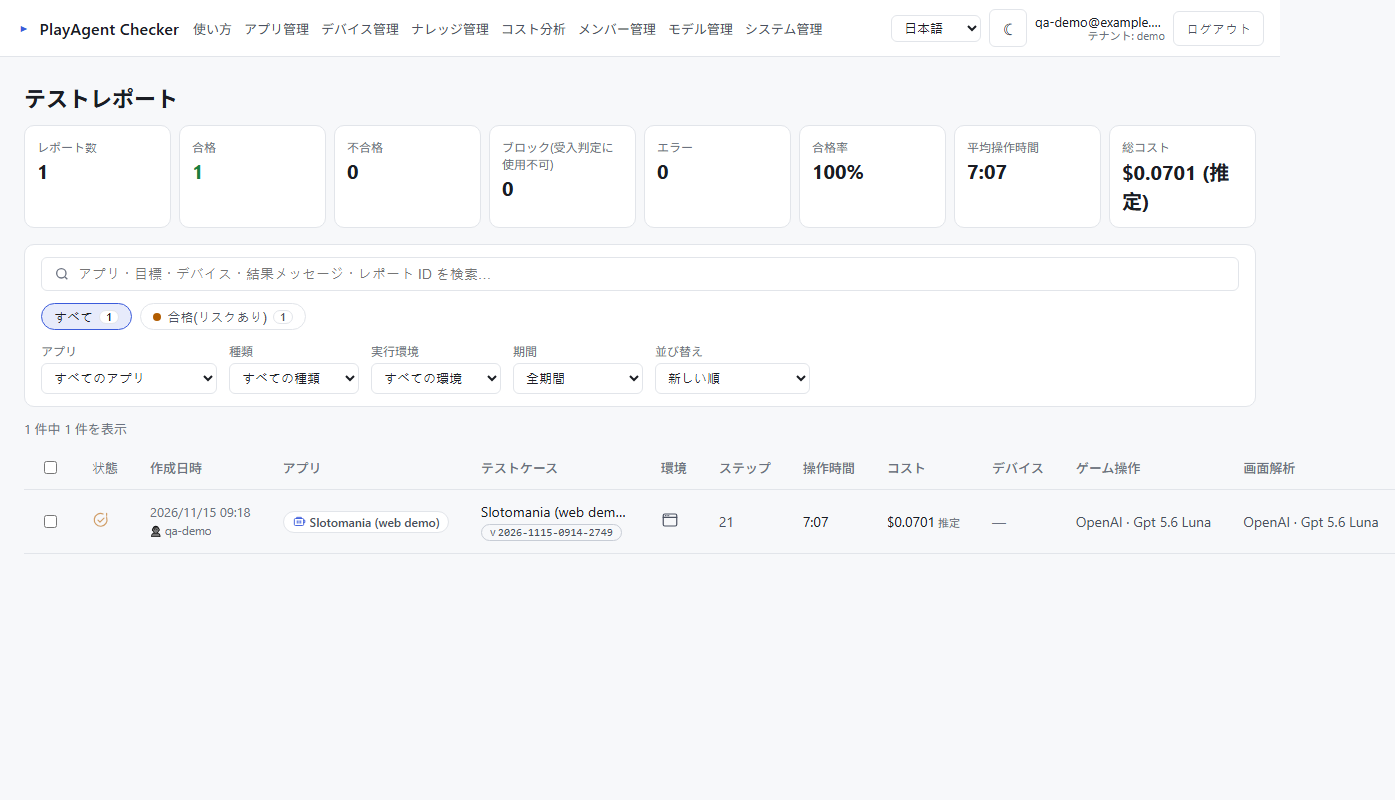 PlayAgent Checker 使い方 アプリ管理 デバイス管理 ナレッジ管理 コスト分析 メンバー管理 モデル管理 システム管理 日本語 qa-demo@example.... ログアウト
テナント: demo
テストレポート
レポート数
1
合格
1
不合格
0
ブロック(受入判定に
使用不可)
0
エラー
0
合格率
100%
平均操作時間
7:07
総コスト
$0.0701 (推
定)
アプリ・目標・デバイス・結果メッセージ・レポート ID を検索...
すべて 1 合格(リスクあり) 1
アプリ 種類 実行環境 期間 並び替え
すべてのアプリ すべての種類 すべての環境 全期間 新しい順
1 件中 1 件を表示
状態 作成日時 アプリ テストケース 環境 ステップ 操作時間 コスト デバイス ゲーム操作 画面解析
2026/11/15 09:18
qa-demo
Slotomania (web demo)
Slotomania (web dem...
v 2026-1115-0914-2749
21 7:07 $0.0701 推定 — OpenAI · Gpt 5.6 Luna OpenAI · Gpt 5.6 Luna